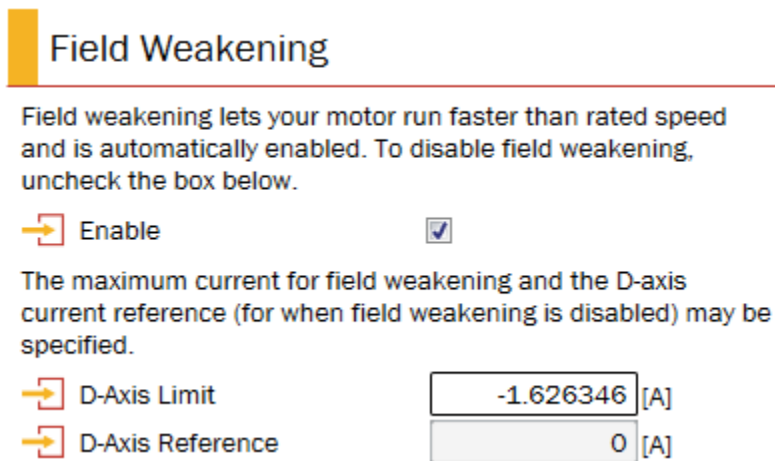 Field Weakening
Field weakening lets your motor run faster than rated speed
and is automatically enabled. To disable field weakening,
uncheck the box below.
Enable
The maximum current for field weakening and the D-axis
current reference (for when field weakening is disabled) may be
specified.
D-Axis Limit -1.626346 [A]
D-Axis Reference 0 [A]